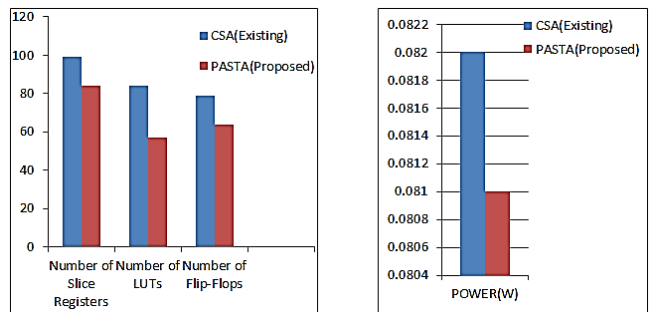 120
100
80
60
40
20
0
CSA(Existing)
PASTA(Proposed)
Number of Slice Registers
Number of LUTs
Number of Flip-Flops
0.0822
0.082
0.0818
0.0816
0.0814
0.0812
0.081
0.0808
0.0806
0.0804
CSA(Existing)
PASTA(Proposed)
POWER(W)